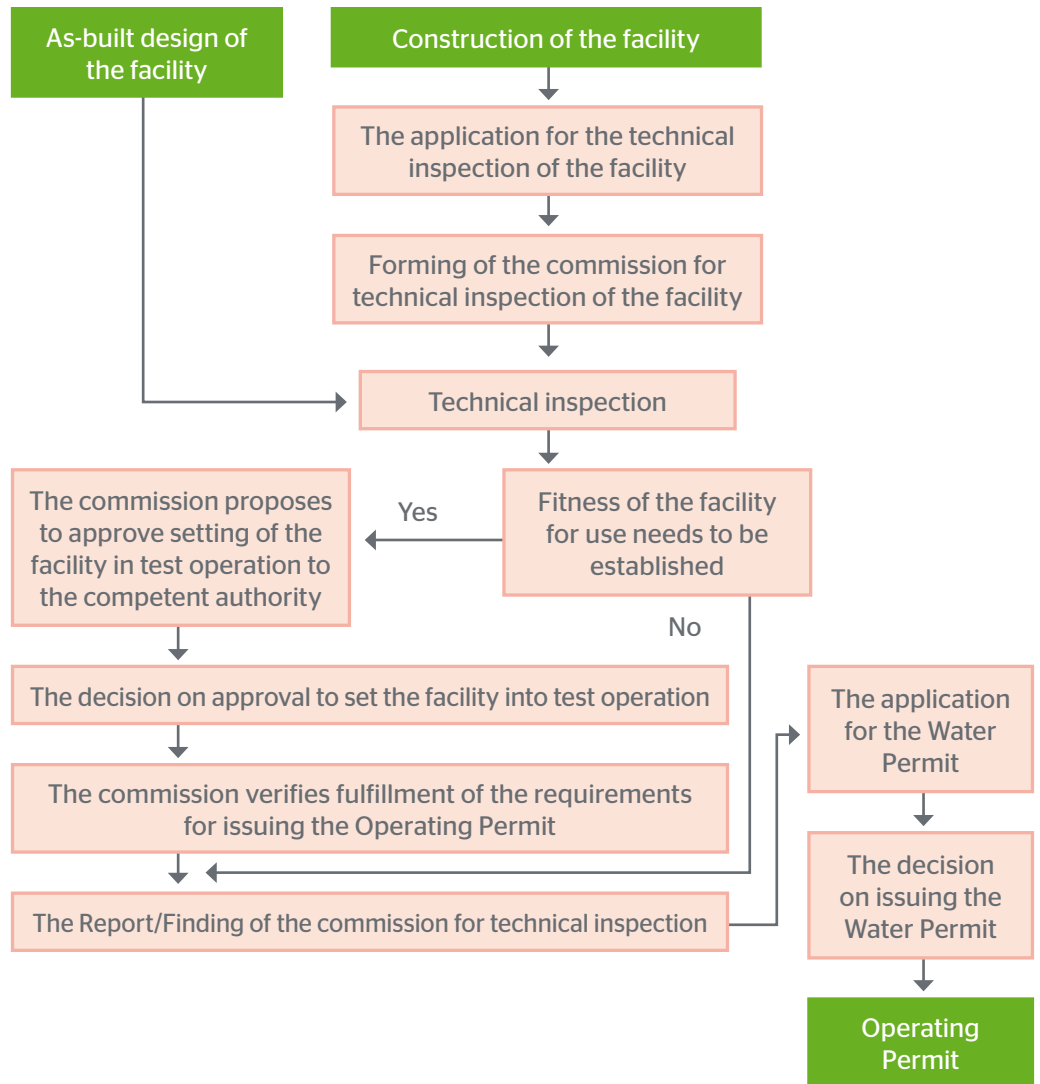 As-built design of
the facility
Construction of the facility
The application for the technical
inspection of the facility
Forming of the commission for
technical inspection of the facility
Technical inspection
The commission proposes
to approve setting of the
facility in test operation to
the competent authority
Yes
Fitness of the facility
for use needs to be
established
No
The decision on approval to set the facility into test operation
The commission verifies fulfillment of the requirements
for issuing the Operating Permit
The Report/Finding of the commission for technical inspection
The application
for the Water
Permit
The decision
on issuing the
Water Permit
Operating
Permit